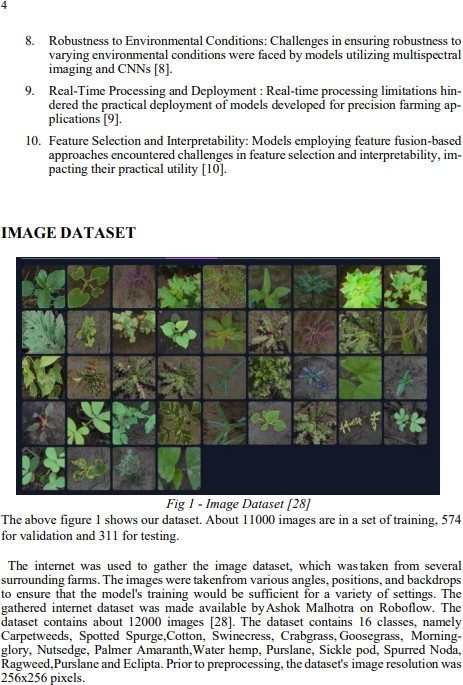 4
8. Robustness to Environmental Conditions: Challenges in ensuring robustness to
varying environmental conditions were faced by models utilizing multispectral
imaging and CNNs [8].
9. Real-Time Processing and Deployment : Real-time processing limitations hin-
dered the practical deployment of models developed for precision farming ap-
plications [9].
10. Feature Selection and Interpretability: Models employing feature fusion-based
approaches encountered challenges in feature selection and interpretability, im-
pacting their practical utility [10].
IMAGE DATASET
Fig 1 - Image Dataset [28]
The above figure 1 shows our dataset. About 11000 images are in a set of training, 574
for validation and 311 for testing.
The internet was used to gather the image dataset, which was taken from several
surrounding farms. The images were takenfrom various angles, positions, and backdrops
to ensure that the model's training would be sufficient for a variety of settings. The
gathered internet dataset was made available by Ashok Malhotra on Roboflow. The
dataset contains about 12000 images [28]. The dataset contains 16 classes, namely
Carpetweeds, Spotted Spurge,Cotton, Swinecress, Crabgrass, Goosegrass, Morning-
glory, Nutsedge, Palmer Amaranth,Water hemp, Purslane, Sickle pod, Spurred Noda,
Ragweed,Purslane and Eclipta. Prior to preprocessing, the dataset's image resolution was
256x256 pixels.